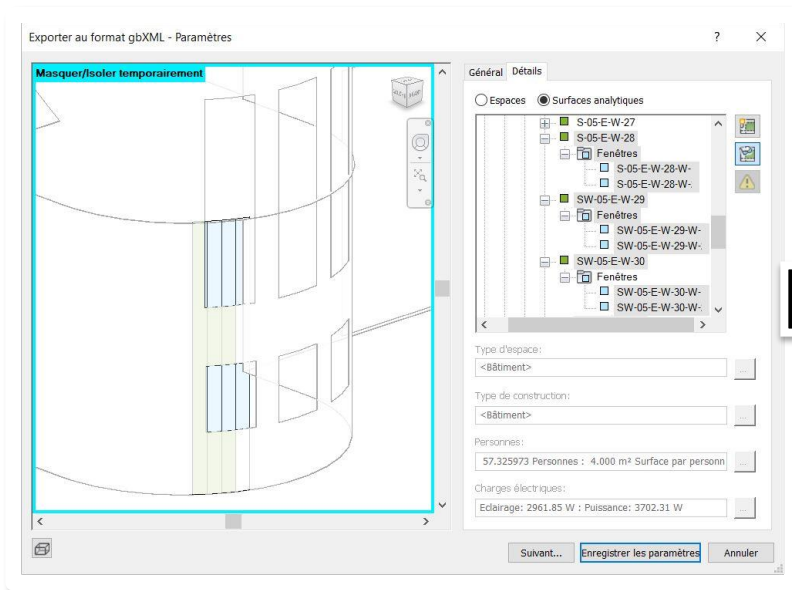 Exporter au format gbXML - Paramètres
Masquer/Isoler temporairement
Général Détails
Espaces Surfaces analytiques
S-05-E-W-27
S-05-E-W-28
Fenêtres
S-05-E-W-28-W-
S-05-E-W-28-W-.
SW-05-E-W-29
Fenêtres
SW-05-E-W-29-W-
SW-05-E-W-29-W-.
SW-05-E-W-30
Fenêtres
SW-05-E-W-30-W-
SW-05-E-W-30-W-.
Type d'espace:
<Bâtiment>
...
Type de construction:
<Bâtiment>
...
Personnes:
57.325973 Personnes : 4.000 m² Surface par personn
...
Charges électriques:
Eclairage: 2961.85 W : Puissance: 3702.31 W
...
Suivant... Enregistrer les paramètres Annuler